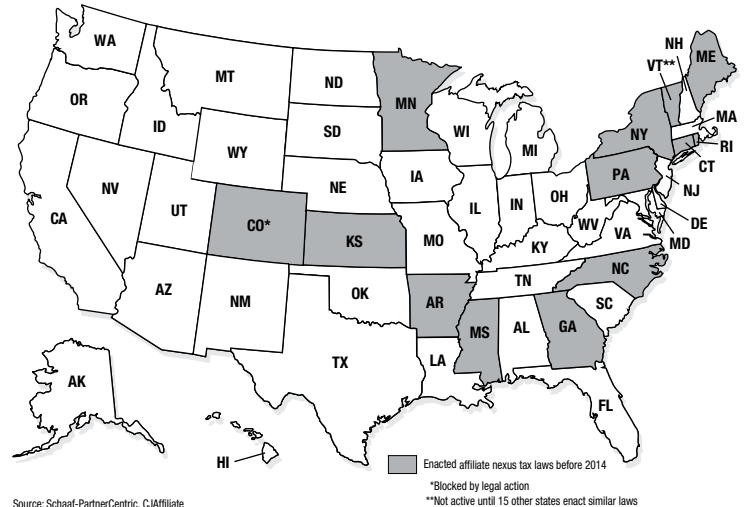 WA
OR
CA
NV
ID
MT
WY
UT
AZ
CO*
NM
ND
SD
NE
KS
OK
TX
MN
IA
MO
AR
LA
WI
IL
MI
IN
OH
KY
TN
MS
AL
GA
FL
SC
NC
VA
WV
PA
NY
VT**
NH
ME
MA
RI
CT
NJ
DE
MD
AK
HI
Enacted affiliate nexus tax laws before 2014
*Blocked by legal action
**Not active until 15 other states enact similar laws
Source: Schaaf-PartnerCentric, CJAffiliate